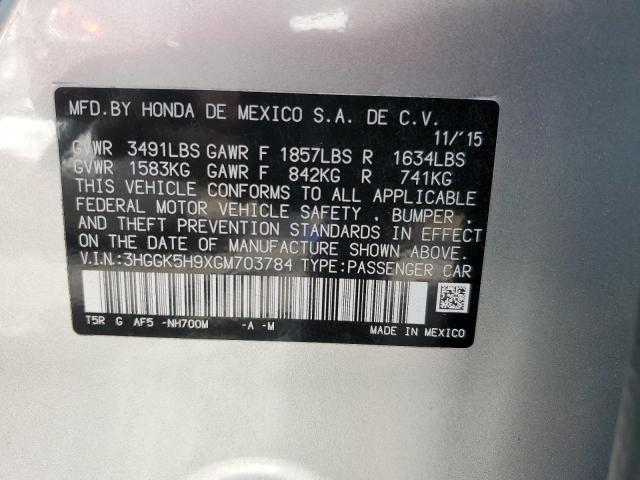 MFD.BY HONDA DE MEXICO S.A. DE C.V.
11/'15
GVWR 3491LBS GAWR F 1857LBS R 1634LBS
GVWR 1583KG GAWR F 842KG R 741KG
THIS VEHICLE CONFORMS TO ALL APPLICABLE
FEDERAL MOTOR VEHICLE SAFETY , BUMPER ,
AND THEFT PREVENTION STANDARDS IN EFFECT
ON THE DATE OF MANUFACTURE SHOWN ABOVE.
V.I.N.:3HGGK5H9XGM703784 TYPE:PASSENGER CAR
T5R G AF5 -NH700M -A -M
MADE IN MEXICO